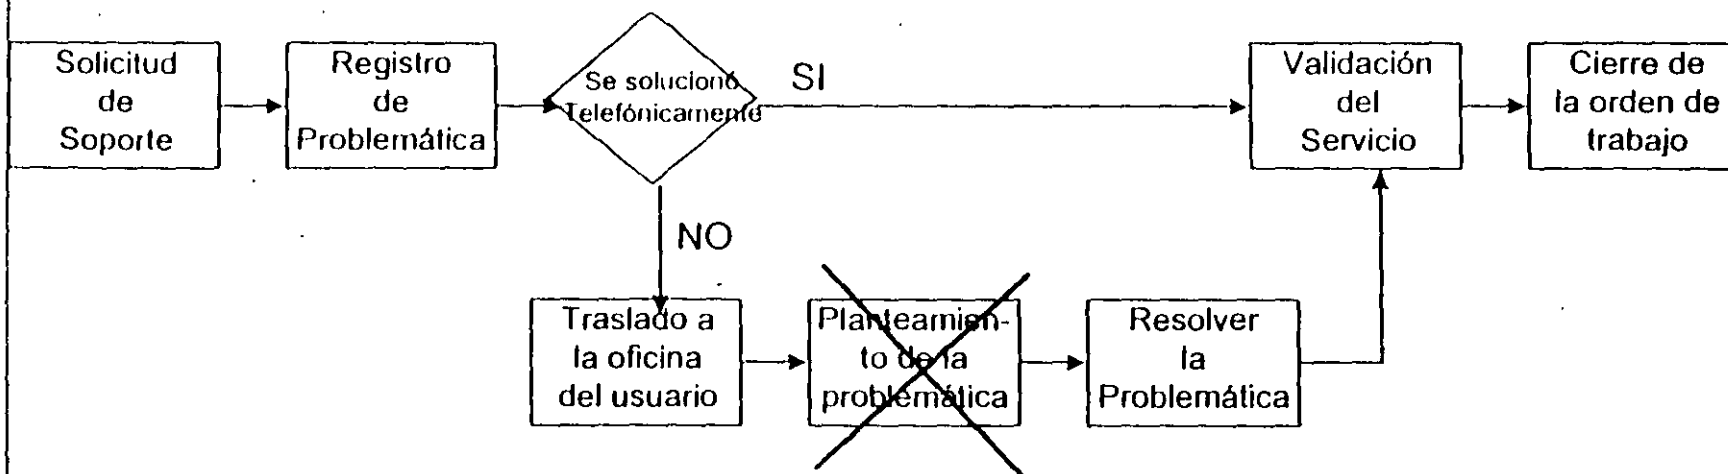 Solicitud
de
Soporte
Registro
de
Problemática
Se solucionó
Telefónicamente
SI
Validación
del
Servicio
Cierre de
la orden de
trabajo
NO
Traslado a
la oficina
del usuario
Planteamien-
to de la
problemática
Resolver
la
Problemática